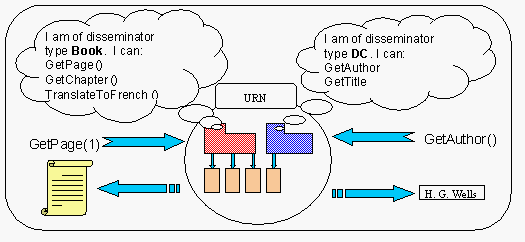 I am of disseminator
type Book. I can:
GetPage()
GetChapter()
TranslateToFrench()
I am of disseminator
type DC. I can:
GetAuthor
GetTitle
URN
GetPage(1)
GetAuthor()
H. G. Wells